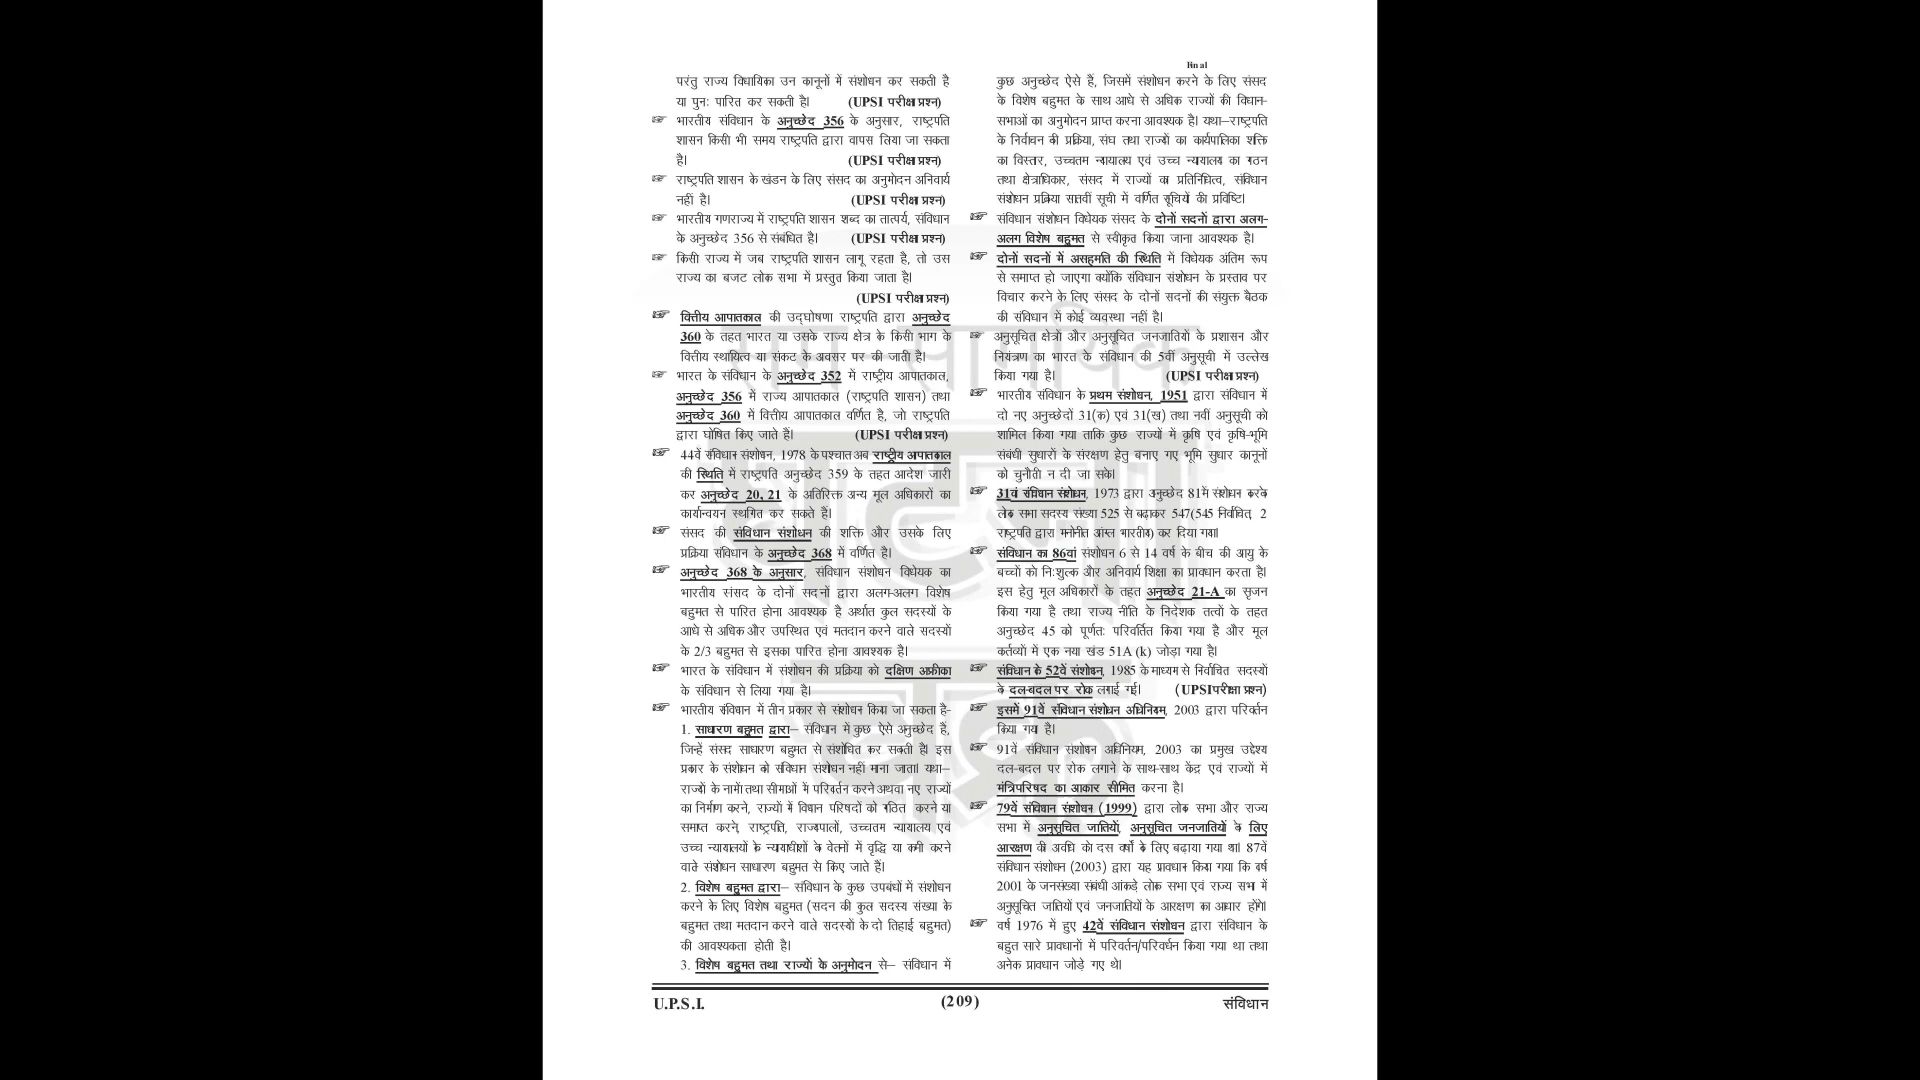 final
परंतु राज्य विधायिका उन कानूनों में संशोधन कर सकती है
या पुनः पारित कर सकती है। (UPSI परीक्षा प्रश्न)
☞ भारतीय संविधान के अनुच्छेद 356 के अनुसार, राष्ट्रपति
शासन किसी भी समय राष्ट्रपति द्वारा वापस लिया जा सकता
है। (UPSI परीक्षा प्रश्न)
☞ राष्ट्रपति शासन के खंडन के लिए संसद का अनुमोदन अनिवार्य
नहीं है। (UPSI परीक्षा प्रश्न)
☞ भारतीय गणराज्य में राष्ट्रपति शासन शब्द का तात्पर्य, संविधान
के अनुच्छेद 356 से संबंधित है। (UPSI परीक्षा प्रश्न)
☞ किसी राज्य में जब राष्ट्रपति शासन लागू रहता है, तो उस
राज्य का बजट लोक सभा में प्रस्तुत किया जाता है।
(UPSI परीक्षा प्रश्न)
☞ वित्तीय आपातकाल की उद्घोषणा राष्ट्रपति द्वारा अनुच्छेद
360 के तहत भारत या उसके राज्य क्षेत्र के किसी भाग के
वित्तीय स्थायित्व या संकट के अवसर पर की जाती है।
☞ भारत के संविधान के अनुच्छेद 352 में राष्ट्रीय आपातकाल,
अनुच्छेद 356 में राज्य आपातकाल (राष्ट्रपति शासन) तथा
अनुच्छेद 360 में वित्तीय आपातकाल वर्णित है, जो राष्ट्रपति
द्वारा घोषित किए जाते हैं। (UPSI परीक्षा प्रश्न)
☞ 44वें संविधान संशोधन, 1978 के पश्चात अब राष्ट्रीय आपातकाल
की स्थिति में राष्ट्रपति अनुच्छेद 359 के तहत आदेश जारी
कर अनुच्छेद 20, 21 के अतिरिक्त अन्य मूल अधिकारों का
कार्यान्वयन स्थगित कर सकते हैं।
☞ संसद की संविधान संशोधन की शक्ति और उसके लिए
प्रक्रिया संविधान के अनुच्छेद 368 में वर्णित है।
☞ अनुच्छेद 368 के अनुसार, संविधान संशोधन विधेयक का
भारतीय संसद के दोनों सदनों द्वारा अलग-अलग विशेष
बहुमत से पारित होना आवश्यक है अर्थात कुल सदस्यों के
आधे से अधिक और उपस्थित एवं मतदान करने वाले सदस्यों
के 2/3 बहुमत से इसका पारित होना आवश्यक है।
☞ भारत के संविधान में संशोधन की प्रक्रिया को दक्षिण अफ्रीका
के संविधान से लिया गया है।
☞ भारतीय संविधान में तीन प्रकार से संशोधन किया जा सकता है-
1. साधारण बहुमत द्वारा– संविधान में कुछ ऐसे अनुच्छेद हैं,
जिन्हें संसद साधारण बहुमत से संशोधित कर सकती है। इस
प्रकार के संशोधन को संविधान संशोधन नहीं माना जाता। यथा–
राज्यों के नामों तथा सीमाओं में परिवर्तन करने अथवा नए राज्यों
का निर्माण करने, राज्यों में विधान परिषदों को गठित करने या
समाप्त करने, राष्ट्रपति, राज्यपालों, उच्चतम न्यायालय एवं
उच्च न्यायालयों के न्यायाधीशों के वेतनों में वृद्धि या कमी करने
वाले संशोधन साधारण बहुमत से किए जाते हैं।
2. विशेष बहुमत द्वारा– संविधान के कुछ उपबंधों में संशोधन
करने के लिए विशेष बहुमत (सदन की कुल सदस्य संख्या के
बहुमत तथा मतदान करने वाले सदस्यों के दो तिहाई बहुमत)
की आवश्यकता होती है।
3. विशेष बहुमत तथा राज्यों के अनुमोदन से– संविधान में
कुछ अनुच्छेद ऐसे हैं, जिसमें संशोधन करने के लिए संसद
के विशेष बहुमत के साथ आधे से अधिक राज्यों की विधान-
सभाओं का अनुमोदन प्राप्त करना आवश्यक है। यथा–राष्ट्रपति
के निर्वाचन की प्रक्रिया, संघ तथा राज्यों का कार्यपालिका शक्ति
का विस्तार, उच्चतम न्यायालय एवं उच्च न्यायालय का गठन
तथा क्षेत्राधिकार, संसद में राज्यों का प्रतिनिधित्व, संविधान
संशोधन प्रक्रिया सातवीं सूची में वर्णित सूचियों की प्रविष्टि।
☞ संविधान संशोधन विधेयक संसद के दोनों सदनों द्वारा अलग-
अलग विशेष बहुमत से स्वीकृत किया जाना आवश्यक है।
☞ दोनों सदनों में असहमति की स्थिति में विधेयक अंतिम रूप
से समाप्त हो जाएगा क्योंकि संविधान संशोधन के प्रस्ताव पर
विचार करने के लिए संसद के दोनों सदनों की संयुक्त बैठक
की संविधान में कोई व्यवस्था नहीं है।
☞ अनुसूचित क्षेत्रों और अनुसूचित जनजातियों के प्रशासन और
नियंत्रण का भारत के संविधान की 5वीं अनुसूची में उल्लेख
किया गया है। (UPSI परीक्षा प्रश्न)
☞ भारतीय संविधान के प्रथम संशोधन, 1951 द्वारा संविधान में
दो नए अनुच्छेदों 31(क) एवं 31(ख) तथा नवीं अनुसूची को
शामिल किया गया ताकि कुछ राज्यों में कृषि एवं कृषि-भूमि
संबंधी सुधारों के संरक्षण हेतु बनाए गए भूमि सुधार कानूनों
को चुनौती न दी जा सके।
☞ 31वां संविधान संशोधन, 1973 द्वारा अनुच्छेद 81में संशोधन करके
लोक सभा सदस्य संख्या 525 से बढ़ाकर 547(545 निर्वाचित, 2
राष्ट्रपति द्वारा मनोनीत आंग्ल भारतीय) कर दिया गया।
☞ संविधान का 86वां संशोधन 6 से 14 वर्ष के बीच की आयु के
बच्चों को निःशुल्क और अनिवार्य शिक्षा का प्रावधान करता है।
इस हेतु मूल अधिकारों के तहत अनुच्छेद 21-A का सृजन
किया गया है तथा राज्य नीति के निदेशक तत्वों के तहत
अनुच्छेद 45 को पूर्णतः परिवर्तित किया गया है और मूल
कर्तव्यों में एक नया खंड 51A (k) जोड़ा गया है।
☞ संविधान के 52वें संशोधन, 1985 के माध्यम से निर्वाचित सदस्यों
के दल-बदल पर रोक लगाई गई। (UPSIपरीक्षा प्रश्न)
☞ इसमें 91वें संविधान संशोधन अधिनियम, 2003 द्वारा परिवर्तन
किया गया है।
☞ 91वें संविधान संशोधन अधिनियम, 2003 का प्रमुख उद्देश्य
दल-बदल पर रोक लगाने के साथ-साथ केंद्र एवं राज्यों में
मंत्रिपरिषद का आकार सीमित करना है।
☞ 79वें संविधान संशोधन (1999) द्वारा लोक सभा और राज्य
सभा में अनुसूचित जातियों, अनुसूचित जनजातियों के लिए
आरक्षण की अवधि को दस वर्षों के लिए बढ़ाया गया था। 87वें
संविधान संशोधन (2003) द्वारा यह प्रावधान किया गया कि वर्ष
2001 के जनसंख्या संबंधी आंकड़े लोक सभा एवं राज्य सभा में
अनुसूचित जातियों एवं जनजातियों के आरक्षण का आधार होंगे।
☞ वर्ष 1976 में हुए 42वें संविधान संशोधन द्वारा संविधान के
बहुत सारे प्रावधानों में परिवर्तन/परिवर्धन किया गया था तथा
अनेक प्रावधान जोड़े गए थे।
सम-सामयिक
घटना
चक्र
U.P.S.I. (209) संविधान